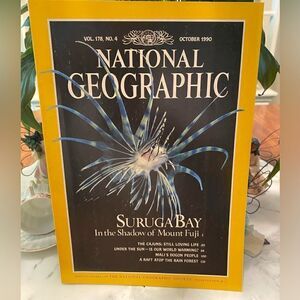 VOL. 178, NO. 4 OCTOBER 1990
NATIONAL
GEOGRAPHIC
SURUGA BAY
In the Shadow of Mount Fuji
THE CAJUNS: STILL LOVING LIFE
UNDER THE SUN—IS OUR WORLD WARMING?
MALI'S DOGON PEOPLE
A RAFT ATOP THE RAIN FOREST